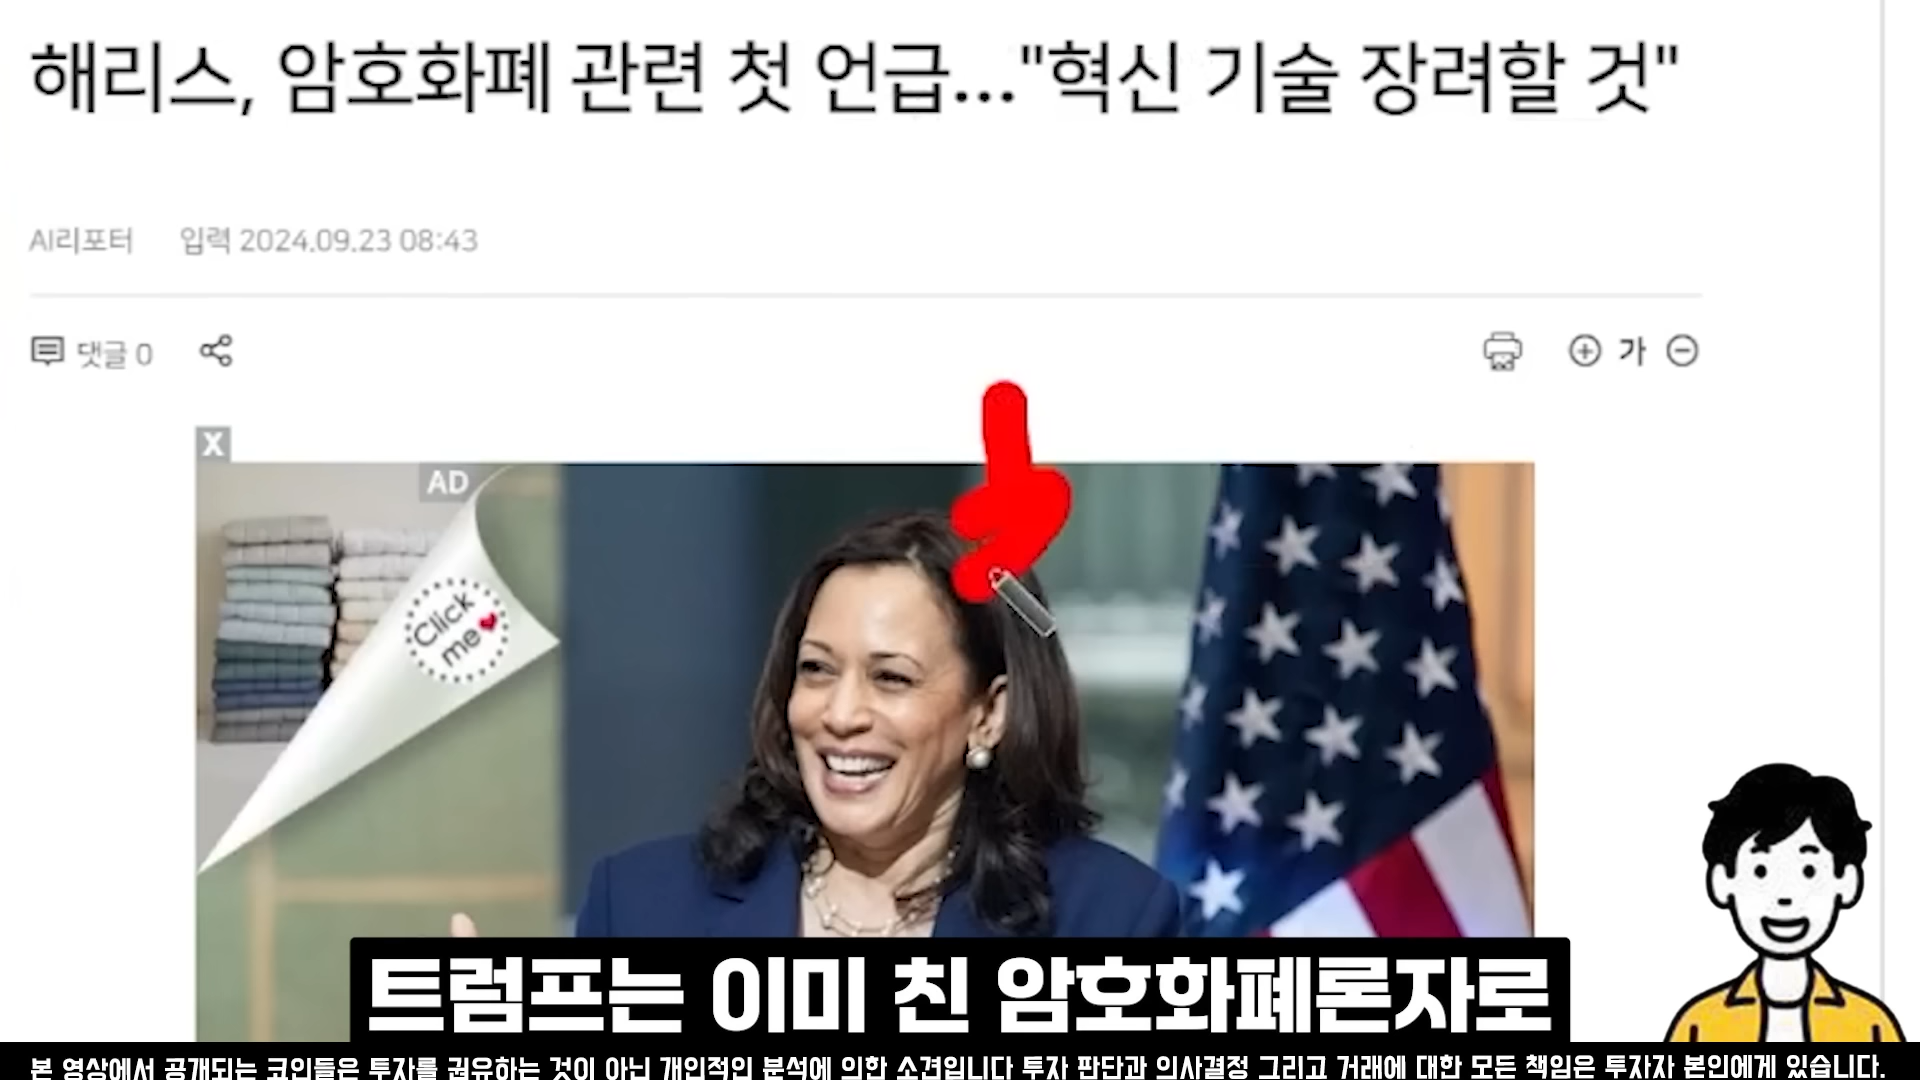 해리스, 암호화폐 관련 첫 언급..."혁신 기술 장려할 것"
AI리포터 입력 2024.09.23 08:43
댓글 0
가
X
AD
Click
me
트럼프는 이미 친 암호화폐론자로
본 영상에서 공개되는 코인들은 투자를 권유하는 것이 아닌 개인적인 분석에 의한 소견입니다 투자 판단과 의사결정 그리고 거래에 대한 모든 책임은 투자자 본인에게 있습니다.